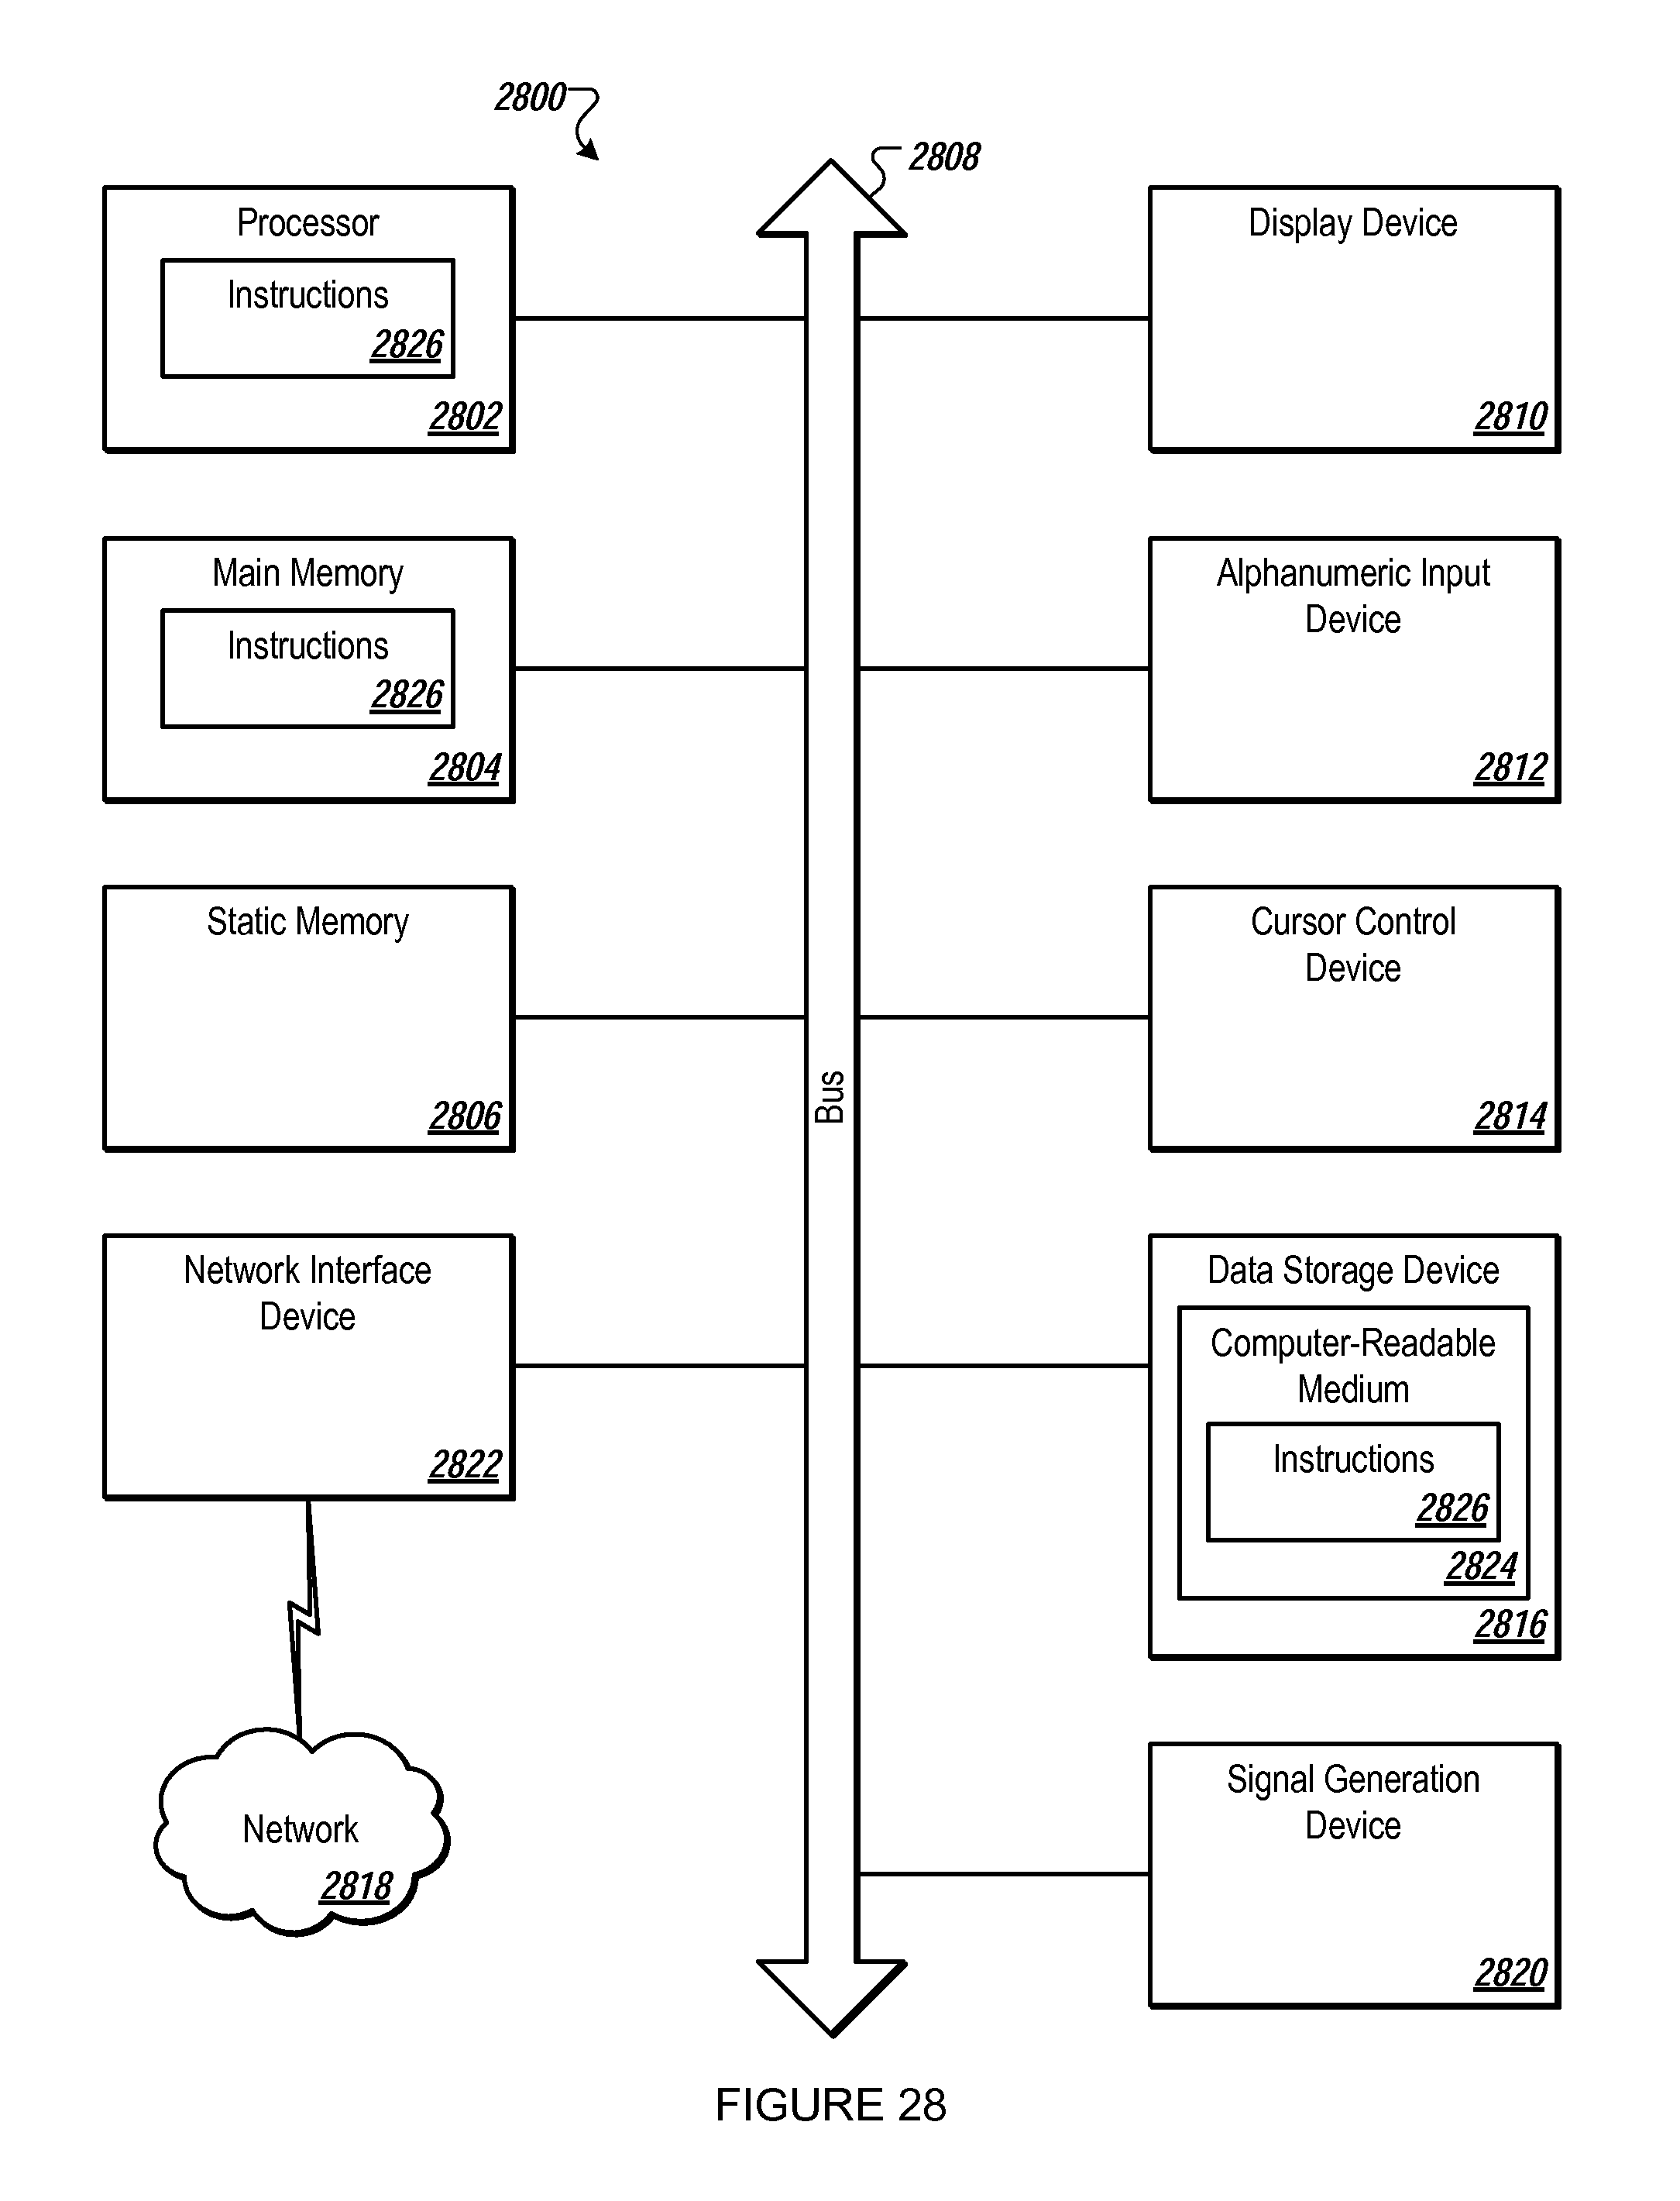 2800
2808
Processor
Instructions
2826
2802
Display Device
2810
Main Memory
Instructions
2826
2804
Alphanumeric Input
Device
2812
Static Memory
2806
Cursor Control
Device
2814
Bus
Network Interface
Device
2822
Data Storage Device
Computer-Readable
Medium
Instructions
2826
2824
2816
Network
2818
Signal Generation
Device
2820
FIGURE 28